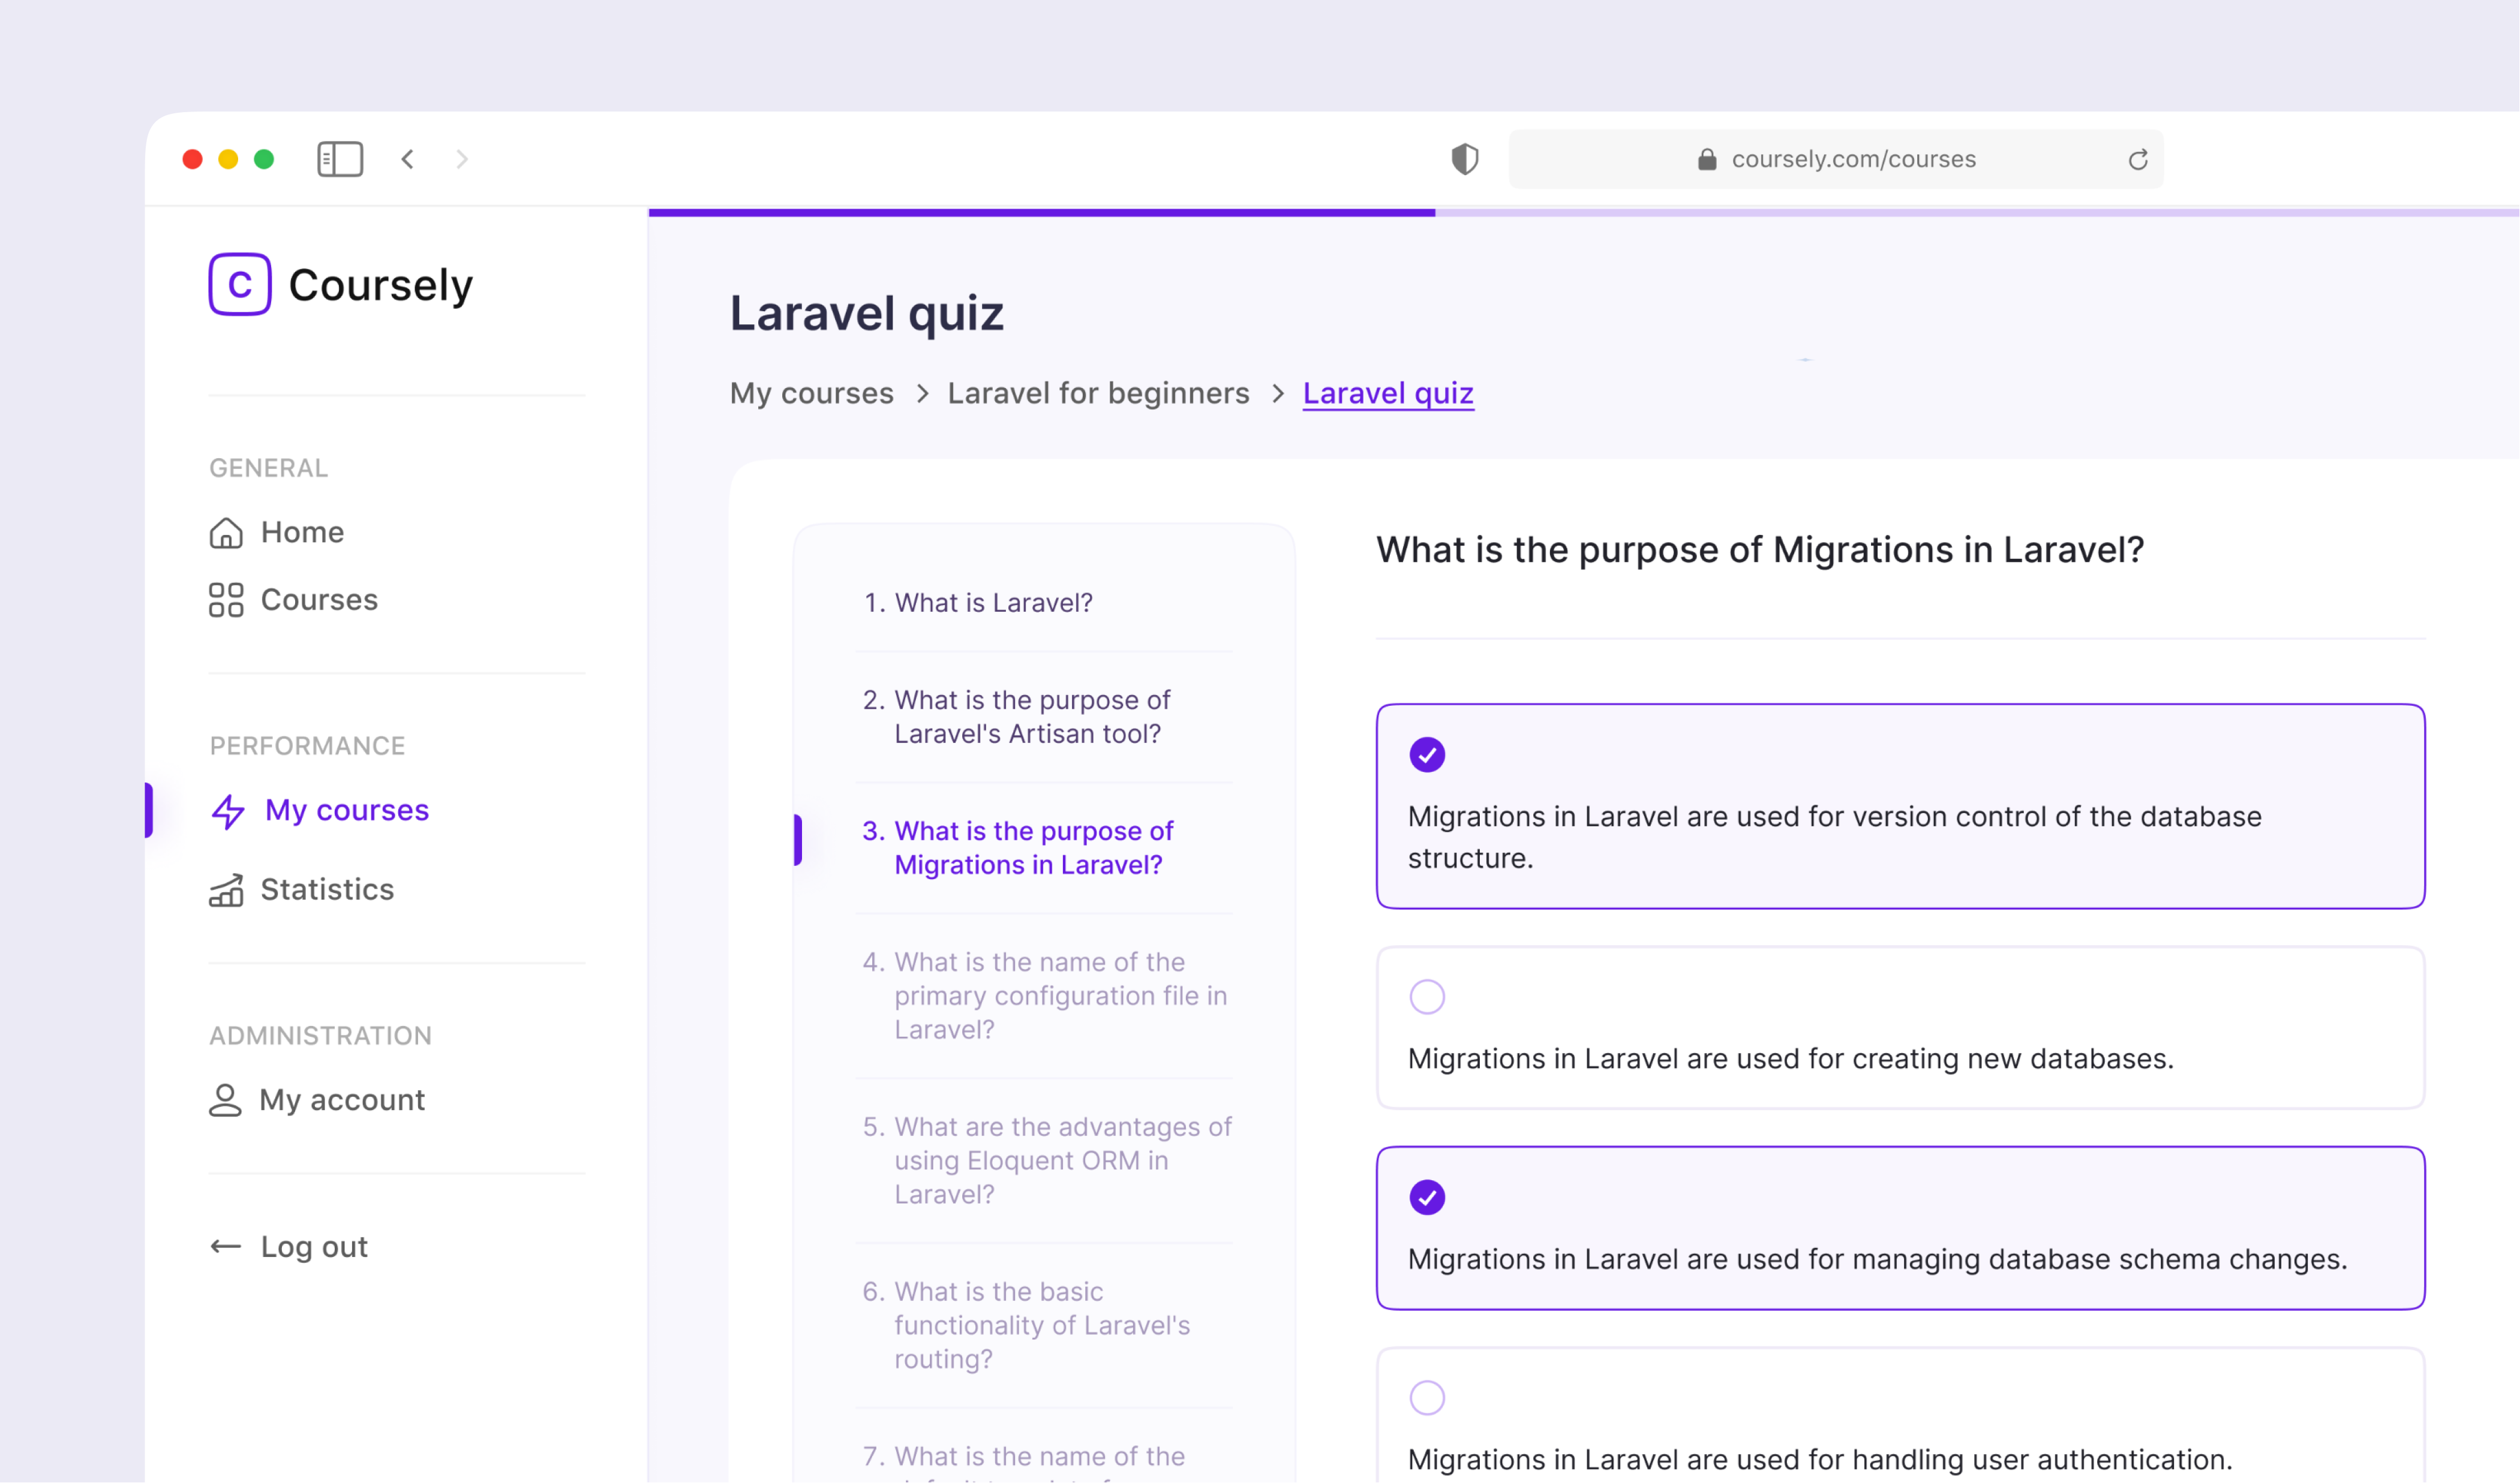 coursely.com/courses
C Coursely
GENERAL
Home
Courses
PERFORMANCE
My courses
Statistics
ADMINISTRATION
My account
Log out
Laravel quiz
My courses > Laravel for beginners > Laravel quiz
1. What is Laravel?
2. What is the purpose of
Laravel's Artisan tool?
3. What is the purpose of
Migrations in Laravel?
4. What is the name of the
primary configuration file in
Laravel?
5. What are the advantages of
using Eloquent ORM in
Laravel?
6. What is the basic
functionality of Laravel's
routing?
7. What is the name of the
What is the purpose of Migrations in Laravel?
Migrations in Laravel are used for version control of the database
structure.
Migrations in Laravel are used for creating new databases.
Migrations in Laravel are used for managing database schema changes.
Migrations in Laravel are used for handling user authentication.